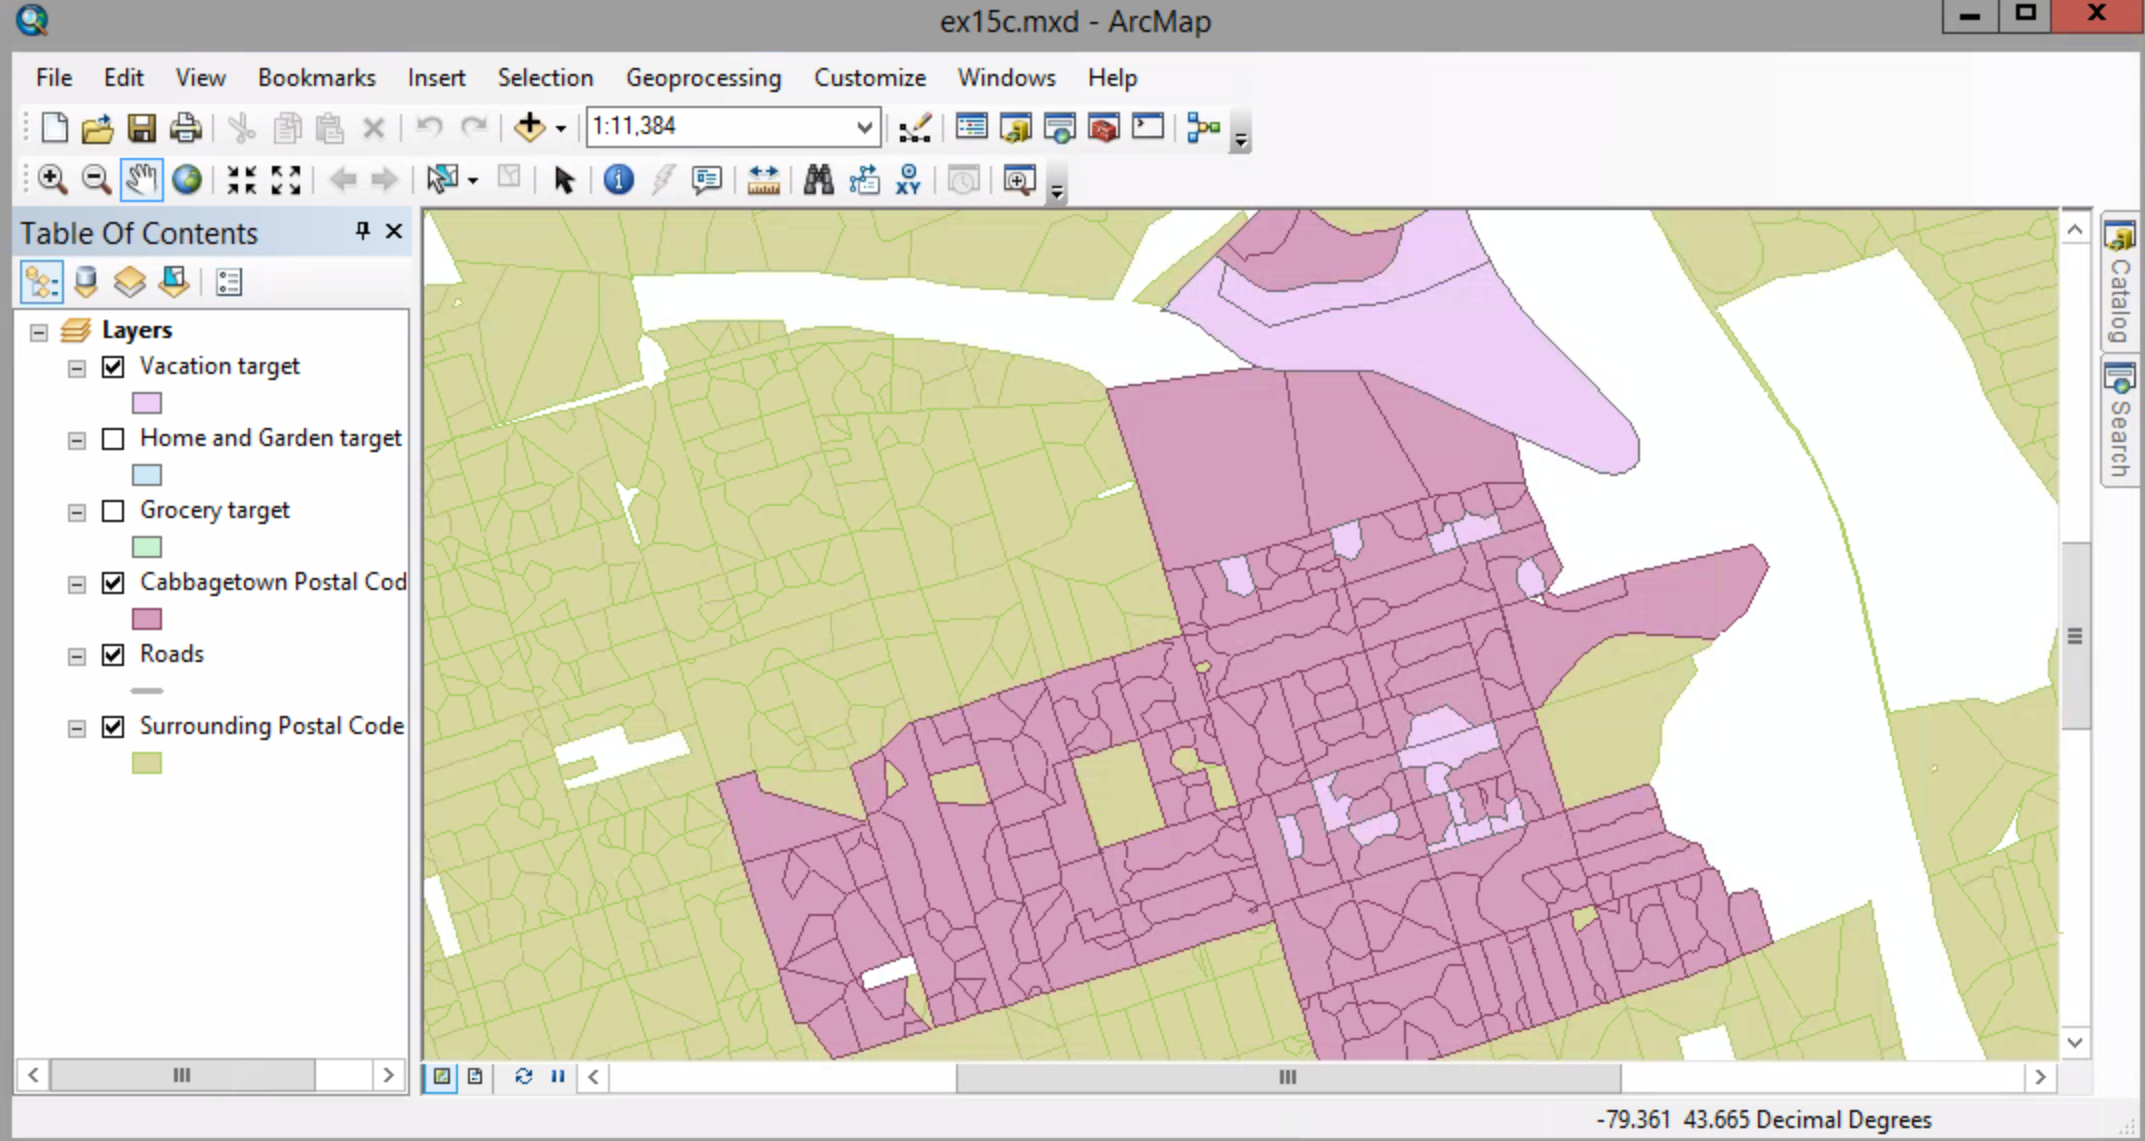 ex15c.mxd - ArcMap
File Edit View Bookmarks Insert Selection Geoprocessing Customize Windows Help
1:11,384
XY
Table Of Contents
Layers
Vacation target
Home and Garden target
Grocery target
Cabbagetown Postal Cod
Roads
Surrounding Postal Code
Catalog
Search
-79.361 43.665 Decimal Degrees